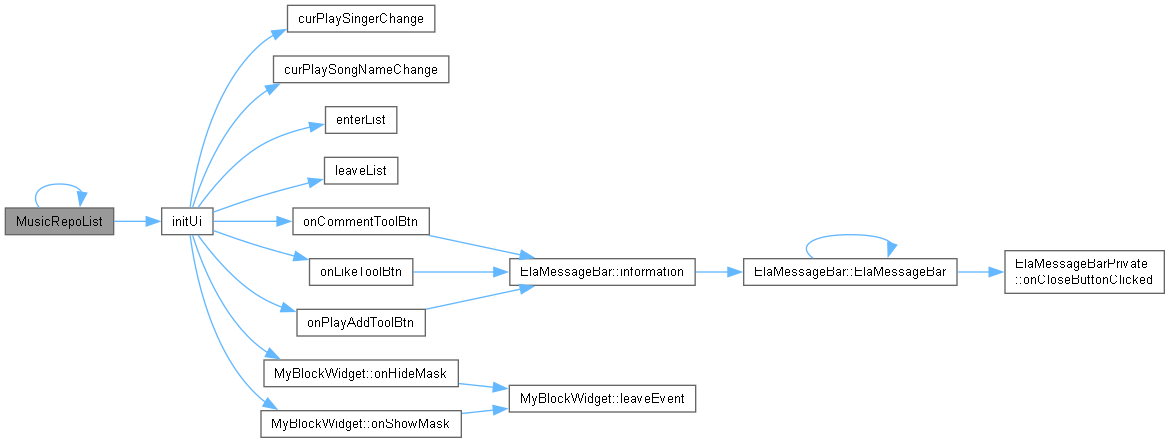 curPlaySingerChange
curPlaySongNameChange
enterList
leaveList
MusicRepoList
initUi
onCommentToolBtn
onLikeToolBtn
ElaMessageBar::information
ElaMessageBar::ElaMessageBar
ElaMessageBarPrivate
::onCloseButtonClicked
onPlayAddToolBtn
MyBlockWidget::onHideMask
MyBlockWidget::leaveEvent
MyBlockWidget::onShowMask